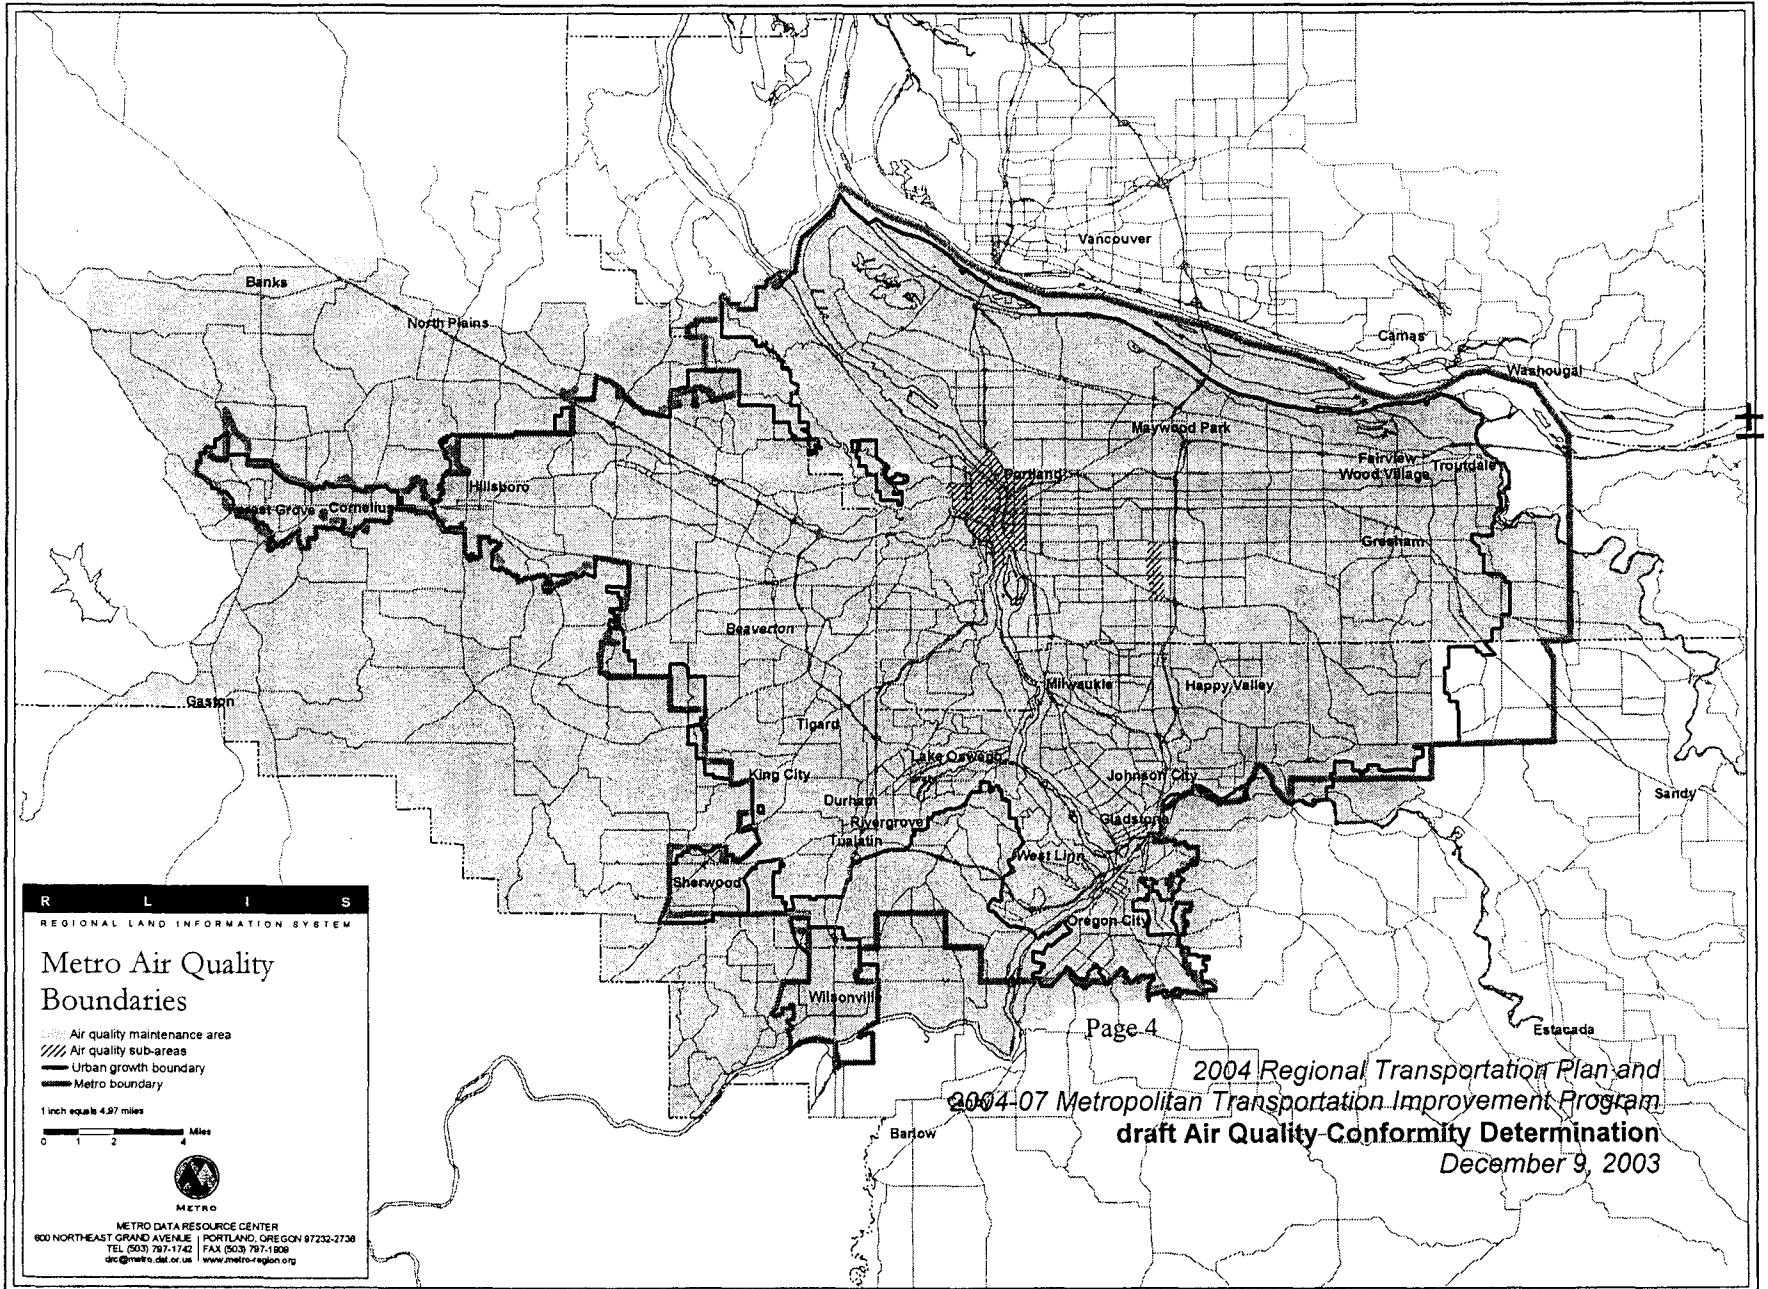 Vancouver
Banks
North Plains
Camas
Washougal
Maywood Park
Portland
Fairview
Wood Village
Troutdale
Hillsboro
Cornelius
Gresham
Beaverton
Milwaukie
Happy Valley
Gaston
Tigard
Lake Oswego
King City
Johnson City
Durham
Sandy
Rivergrove
Gladstone
Tualatin
West Linn
Sherwood
Oregon City
Wilsonville
Estacada
Barlow
R L I S
REGIONAL LAND INFORMATION SYSTEM
Metro Air Quality
Boundaries
Air quality maintenance area
Air quality sub-areas
Urban growth boundary
Metro boundary
1 inch equals 4.97 miles
Miles
0 1 2 4
METRO
METRO DATA RESOURCE CENTER
600 NORTHEAST GRAND AVENUE | PORTLAND, OREGON 97232-2736
TEL (503) 797-1742 | FAX (503) 797-1909
drc@metro.dst.or.us | www.metro-region.org
Page 4
2004 Regional Transportation Plan and
2004-07 Metropolitan Transportation Improvement Program
draft Air Quality Conformity Determination
December 9, 2003